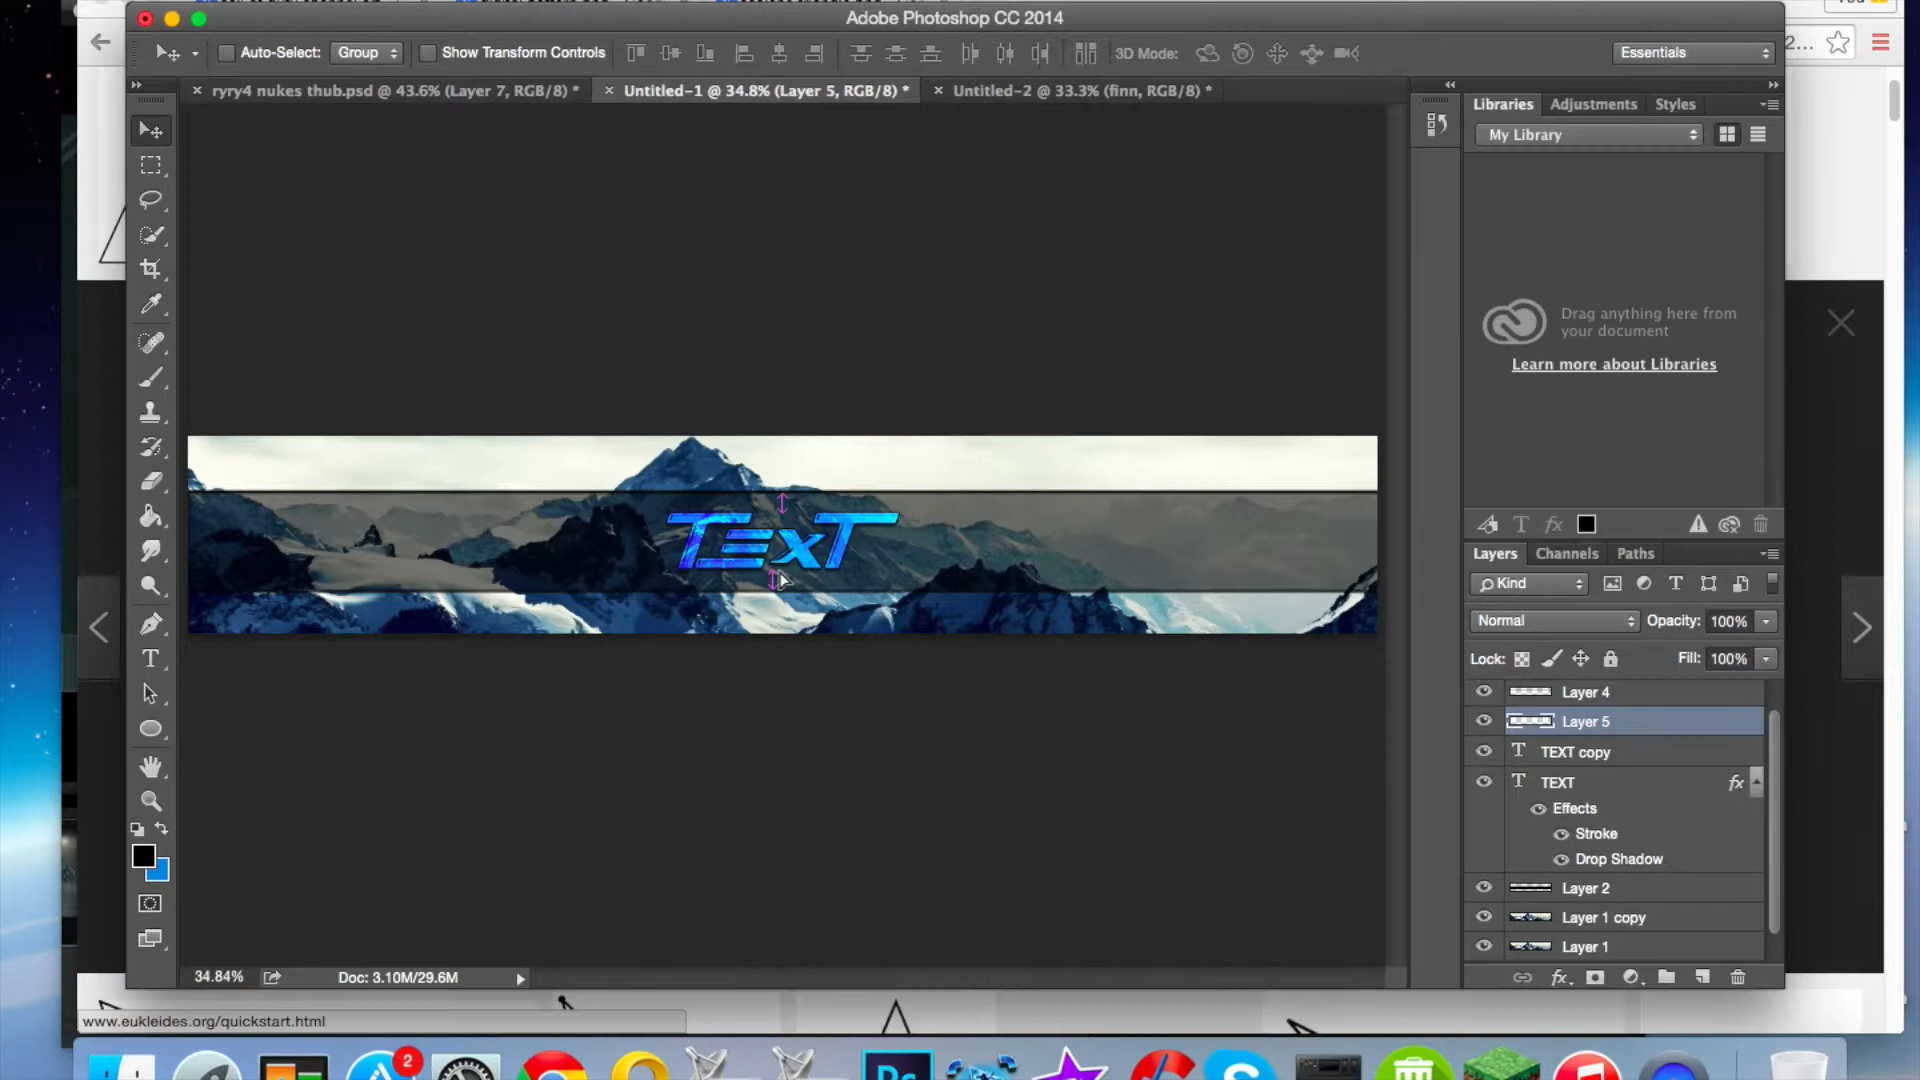 Adobe Photoshop CC 2014
Auto-Select: Group Show Transform Controls 3D Mode: Essentials
2...
ryry4 nukes thub.psd @ 43.6% (Layer 7, RGB/8) * Untitled-1 @ 34.8% (Layer 5, RGB/8) * Untitled-2 @ 33.3% (finn, RGB/8) *
Libraries Adjustments Styles
My Library
Drag anything here from
your document
Learn more about Libraries
TExT
Layers Channels Paths
Kind
Normal Opacity: 100%
Lock: Fill: 100%
Layer 4
Layer 5
TEXT copy
TEXT fx
Effects
Stroke
Drop Shadow
Layer 2
Layer 1 copy
Layer 1
34.84% Doc: 3.10M/29.6M
www.eukleides.org/quickstart.html
2
Ps